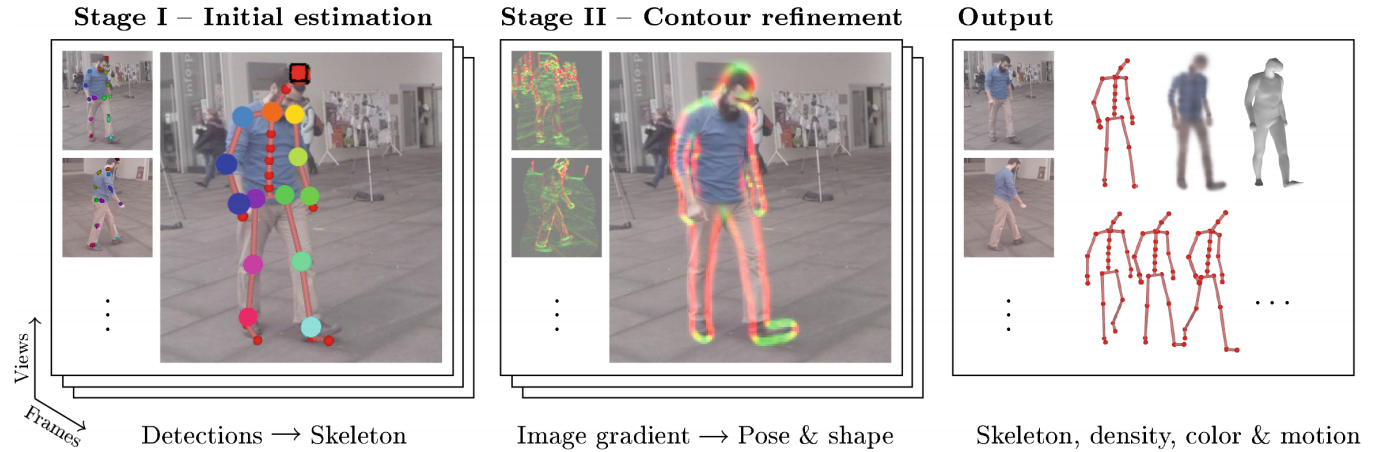 Stage I – Initial estimation
Stage II – Contour refinement
Output
Views
Frames
Detections → Skeleton
Image gradient → Pose & shape
Skeleton, density, color & motion